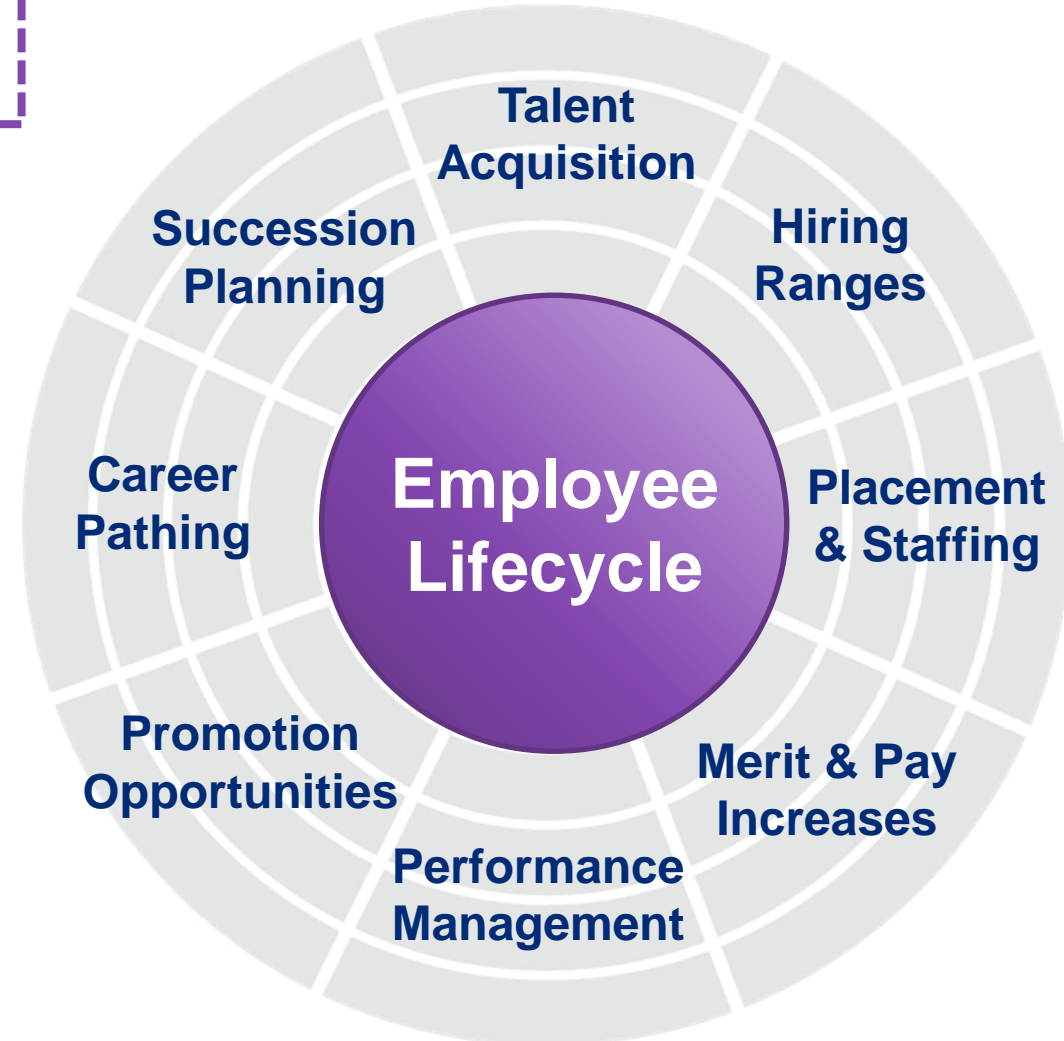 Talent
Acquisition
Hiring
Ranges
Placement
& Staffing
Merit & Pay
Increases
Performance
Management
Promotion
Opportunities
Career
Pathing
Succession
Planning
Employee
Lifecycle